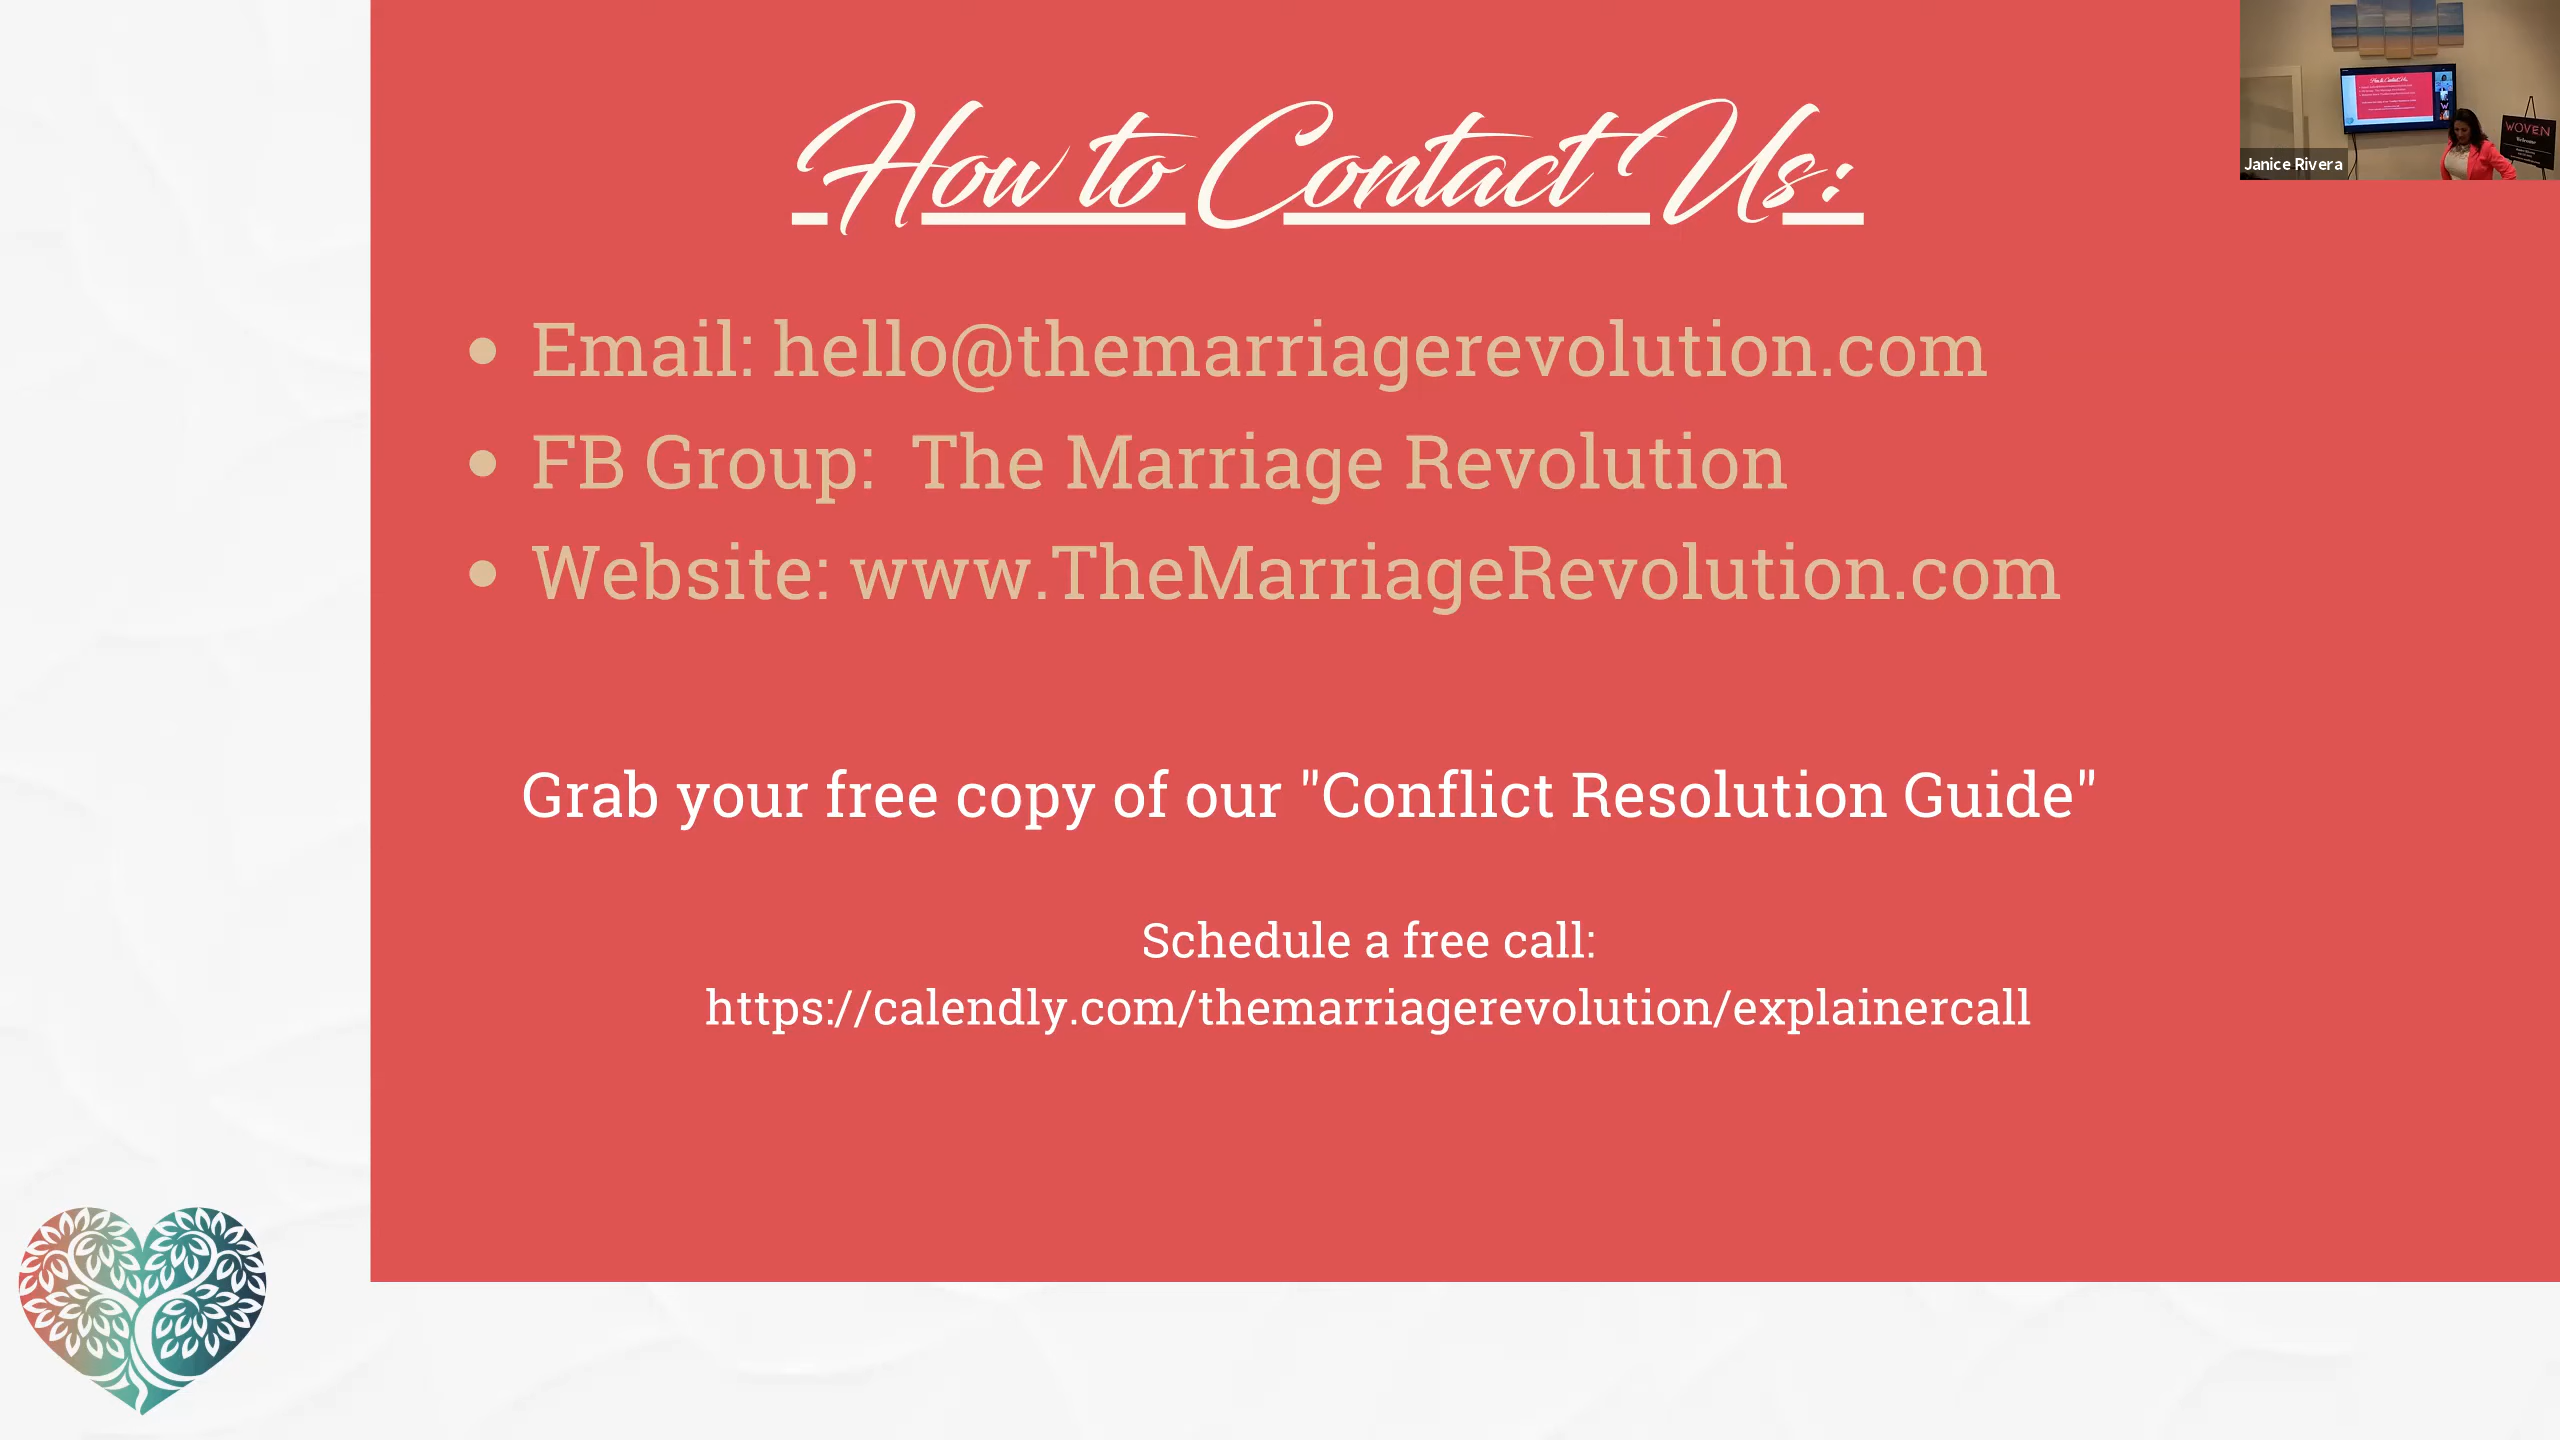 How to Contact Us:
• Email: hello@themarriagerevolution.com
• FB Group: The Marriage Revolution
• Website: www.TheMarriageRevolution.com
Grab your free copy of our "Conflict Resolution Guide"
Schedule a free call:
https://calendly.com/themarriagerevolution/explainercall
Janice Rivera
WOVEN
Welcome